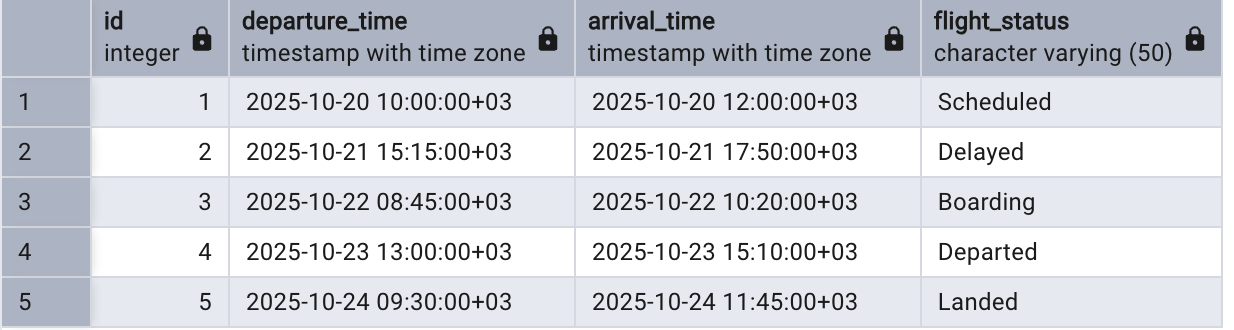 id departure_time arrival_time flight_status
integer timestamp with time zone timestamp with time zone character varying (50)
1 1 2025-10-20 10:00:00+03 2025-10-20 12:00:00+03 Scheduled
2 2 2025-10-21 15:15:00+03 2025-10-21 17:50:00+03 Delayed
3 3 2025-10-22 08:45:00+03 2025-10-22 10:20:00+03 Boarding
4 4 2025-10-23 13:00:00+03 2025-10-23 15:10:00+03 Departed
5 5 2025-10-24 09:30:00+03 2025-10-24 11:45:00+03 Landed